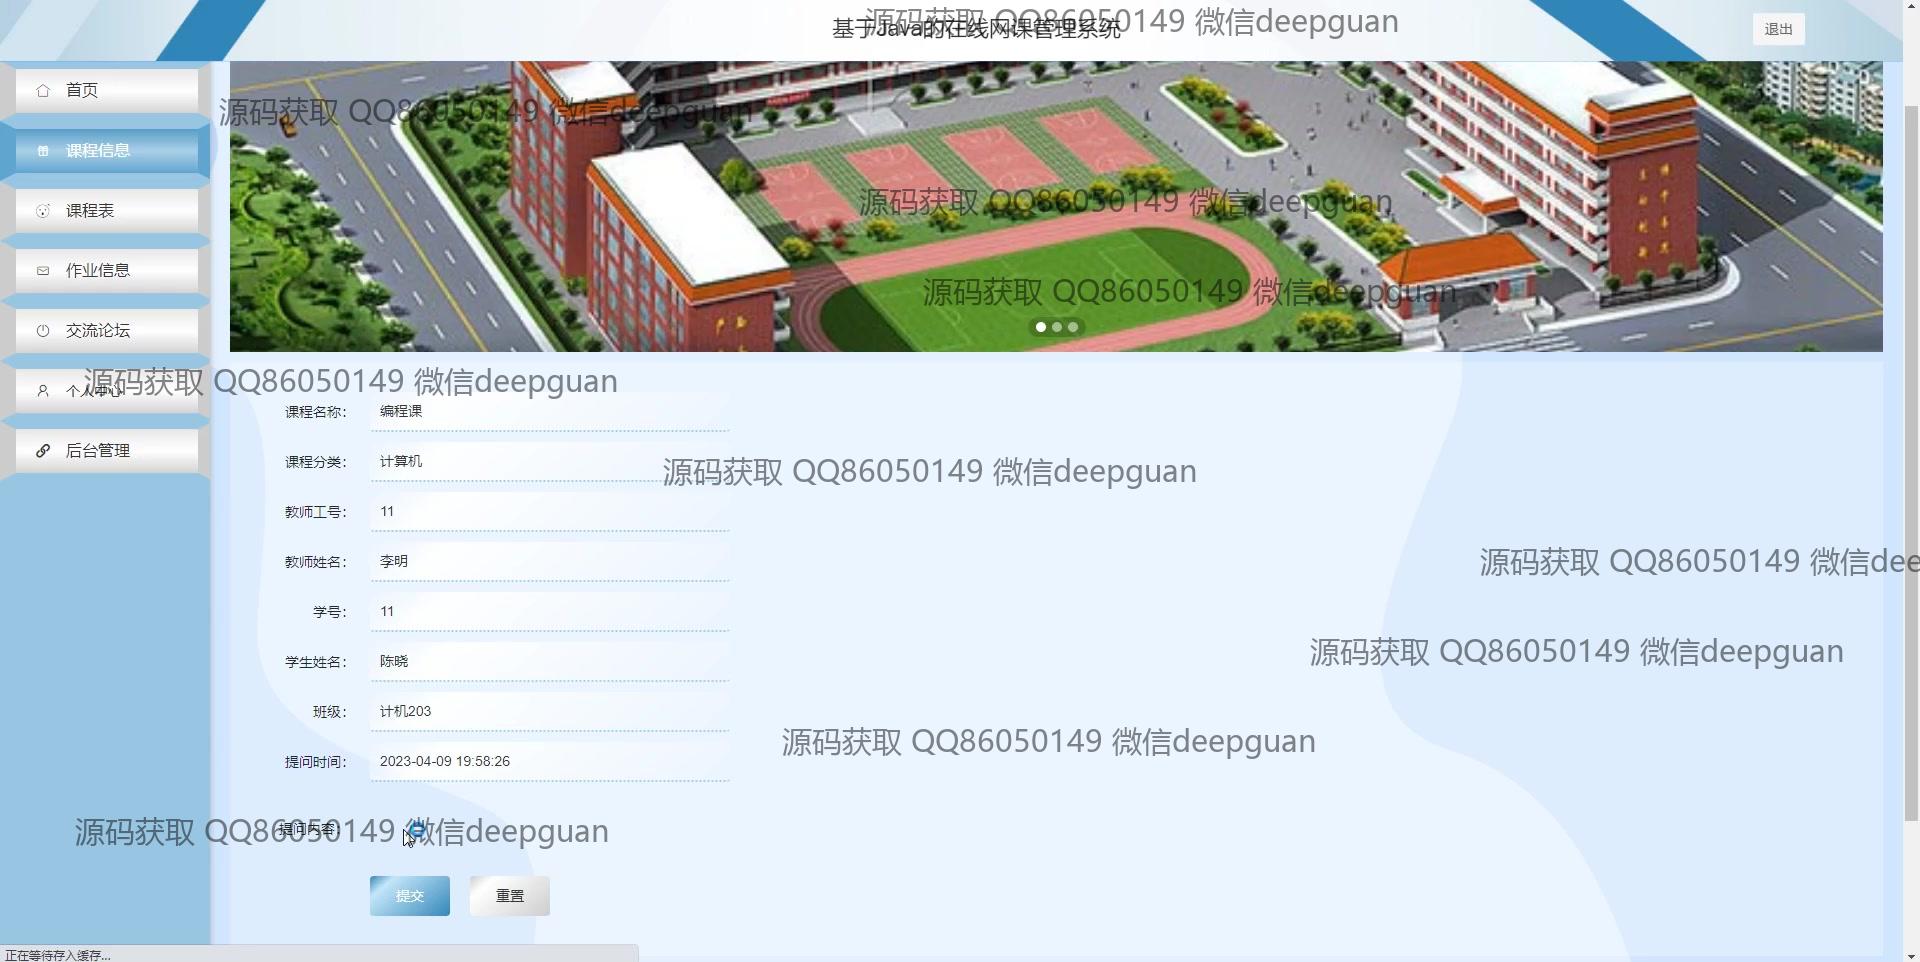 基于Java的在线网课管理系统
源码获取 QQ86050149 微信deepguan
退出
首页
源码获取 QQ86050149 微信deepguan
课程信息
源码获取 QQ86050149 微信deepguan
课程表
作业信息
源码获取 QQ86050149 微信deepguan
交流论坛
个人中心
源码获取 QQ86050149 微信deepguan
课程名称: 编程课
后台管理
课程分类: 计算机
源码获取 QQ86050149 微信deepguan
教师工号: 11
教师姓名: 李明
源码获取 QQ86050149 微信dee
学号: 11
学生姓名: 陈晓
源码获取 QQ86050149 微信deepguan
班级: 计机203
源码获取 QQ86050149 微信deepguan
提问时间: 2023-04-09 19:58:26
提问内容:
源码获取 QQ86050149 微信deepguan
提交 重置
正在等待存入缓存...